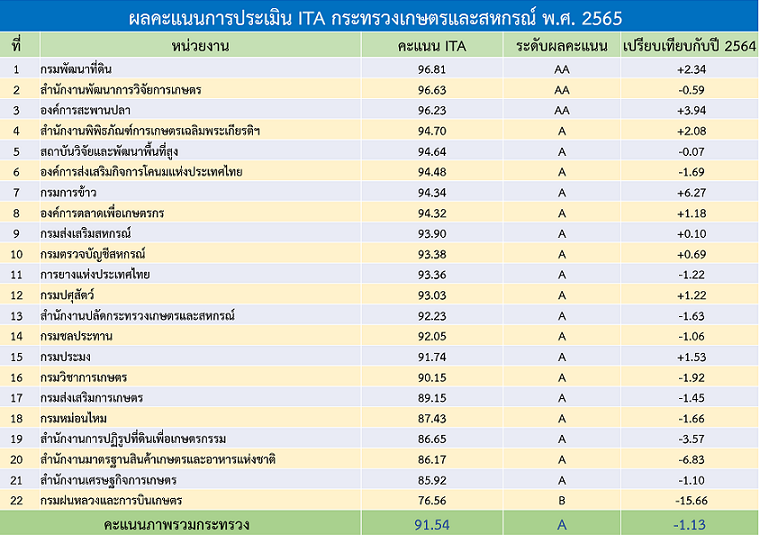 ผลคะแนนการประเมิน ITA กระทรวงเกษตรและสหกรณ์ พ.ศ. 2565
ที่ หน่วยงาน คะแนน ITA ระดับผลคะแนน เปรียบเทียบกับปี 2564
1 กรมพัฒนาที่ดิน 96.81 AA +2.34
2 สำนักงานพัฒนาการวิจัยการเกษตร 96.63 AA -0.59
3 องค์การสะพานปลา 96.23 AA +3.94
4 สำนักงานพิพิธภัณฑ์การเกษตรเฉลิมพระเกียรติฯ 94.70 A +2.08
5 สถาบันวิจัยและพัฒนาพื้นที่สูง 94.64 A -0.07
6 องค์การส่งเสริมกิจการโคนมแห่งประเทศไทย 94.48 A -1.69
7 กรมการข้าว 94.34 A +6.27
8 องค์การตลาดเพื่อเกษตรกร 94.32 A +1.18
9 กรมส่งเสริมสหกรณ์ 93.90 A +0.10
10 กรมตรวจบัญชีสหกรณ์ 93.38 A +0.69
11 การยางแห่งประเทศไทย 93.36 A -1.22
12 กรมปศุสัตว์ 93.03 A +1.22
13 สำนักงานปลัดกระทรวงเกษตรและสหกรณ์ 92.23 A -1.63
14 กรมชลประทาน 92.05 A -1.06
15 กรมประมง 91.74 A +1.53
16 กรมวิชาการเกษตร 90.15 A -1.92
17 กรมส่งเสริมการเกษตร 89.15 A -1.45
18 กรมหม่อนไหม 87.43 A -1.66
19 สำนักงานการปฏิรูปที่ดินเพื่อเกษตรกรรม 86.65 A -3.57
20 สำนักงานมาตรฐานสินค้าเกษตรและอาหารแห่งชาติ 86.17 A -6.83
21 สำนักงานเศรษฐกิจการเกษตร 85.92 A -1.10
22 กรมฝนหลวงและการบินเกษตร 76.56 B -15.66
คะแนนภาพรวมกระทรวง 91.54 A -1.13